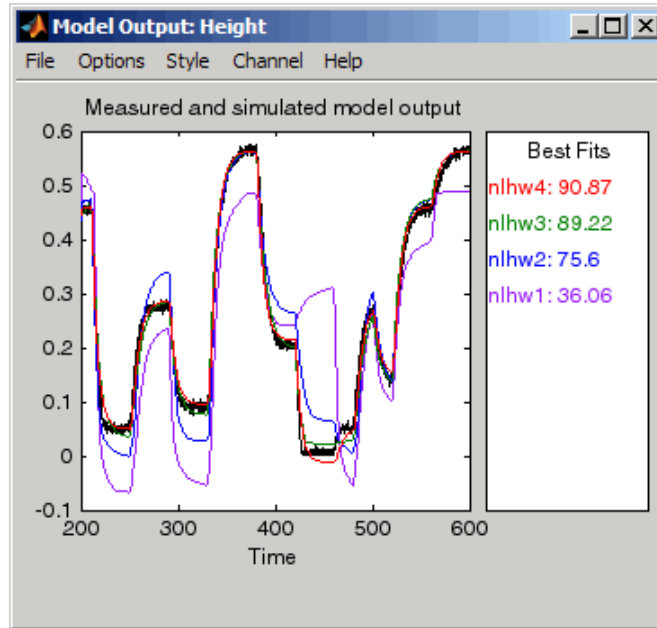 Model Output: Height
File Options Style Channel Help
Measured and simulated model output
0.6
0.5
0.4
0.3
0.2
0.1
0
-0.1
200 300 400 500 600
Time
Best Fits
nlhw4: 90.87
nlhw3: 89.22
nlhw2: 75.6
nlhw1: 36.06